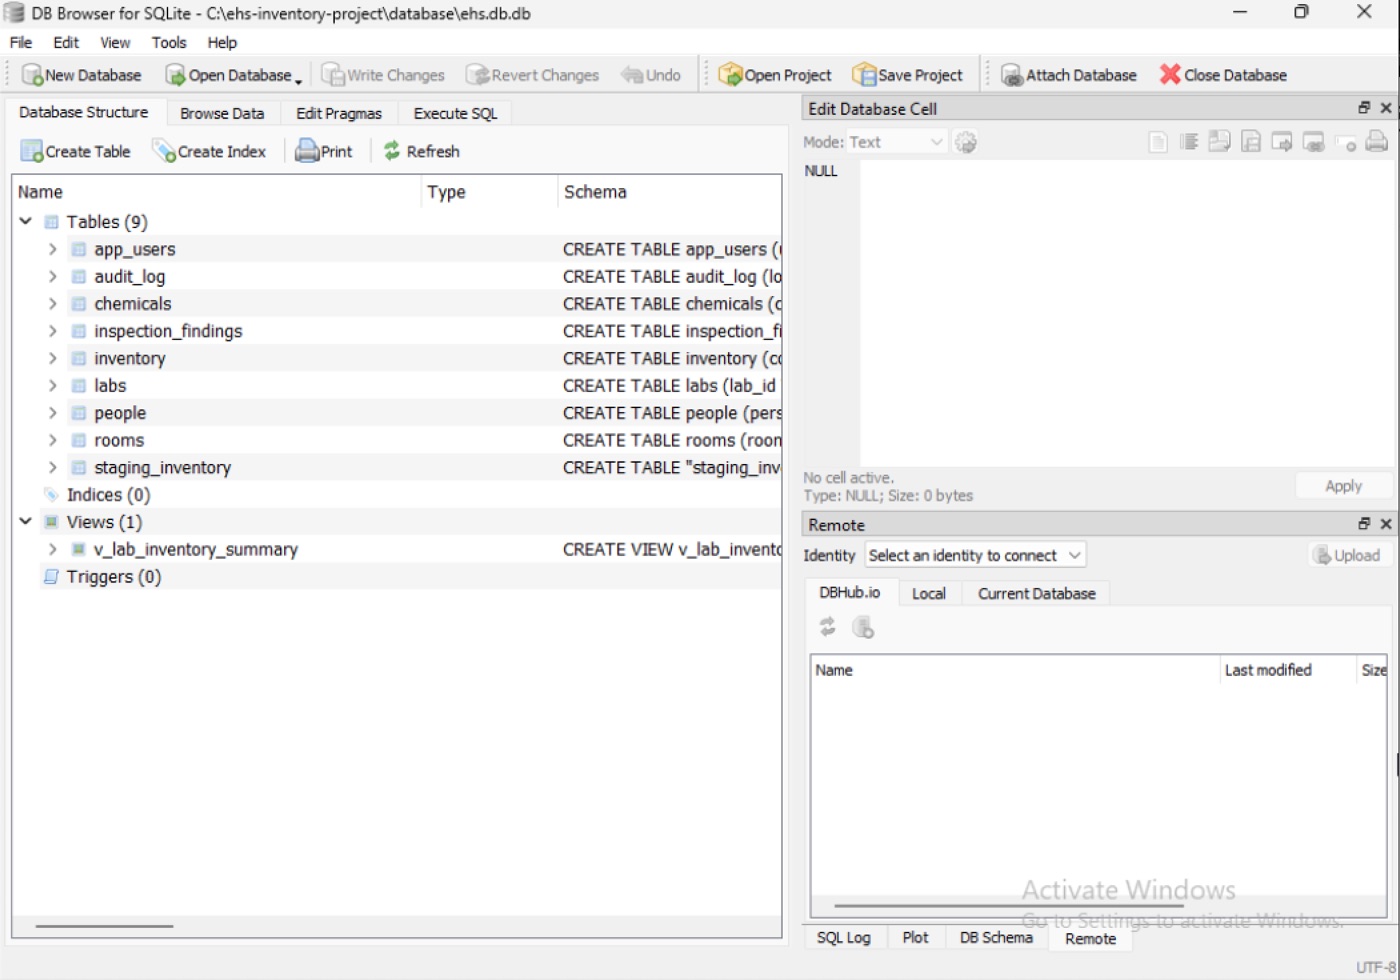 DB Browser for SQLite - C:\ehs-inventory-project\database\ehs.db.db
File Edit View Tools Help
New Database Open Database Write Changes Revert Changes Undo Open Project Save Project Attach Database Close Database
Database Structure Browse Data Edit Pragmas Execute SQL
Create Table Create Index Print Refresh
Name Type Schema
Tables (9)
app_users CREATE TABLE app_users (
audit_log CREATE TABLE audit_log (lo
chemicals CREATE TABLE chemicals (c
inspection_findings CREATE TABLE inspection_fi
inventory CREATE TABLE inventory (co
labs CREATE TABLE labs (lab_id
people CREATE TABLE people (pers
rooms CREATE TABLE rooms (room
staging_inventory CREATE TABLE "staging_inv
Indices (0)
Views (1)
v_lab_inventory_summary CREATE VIEW v_lab_invento
Triggers (0)
Edit Database Cell
Mode: Text
NULL
No cell active.
Type: NULL; Size: 0 bytes
Apply
Remote
Identity Select an identity to connect Upload
DBHub.io Local Current Database
Name Last modified Size
Activate Windows
Go to Settings to activate Windows.
SQL Log Plot DB Schema Remote
UTF-8